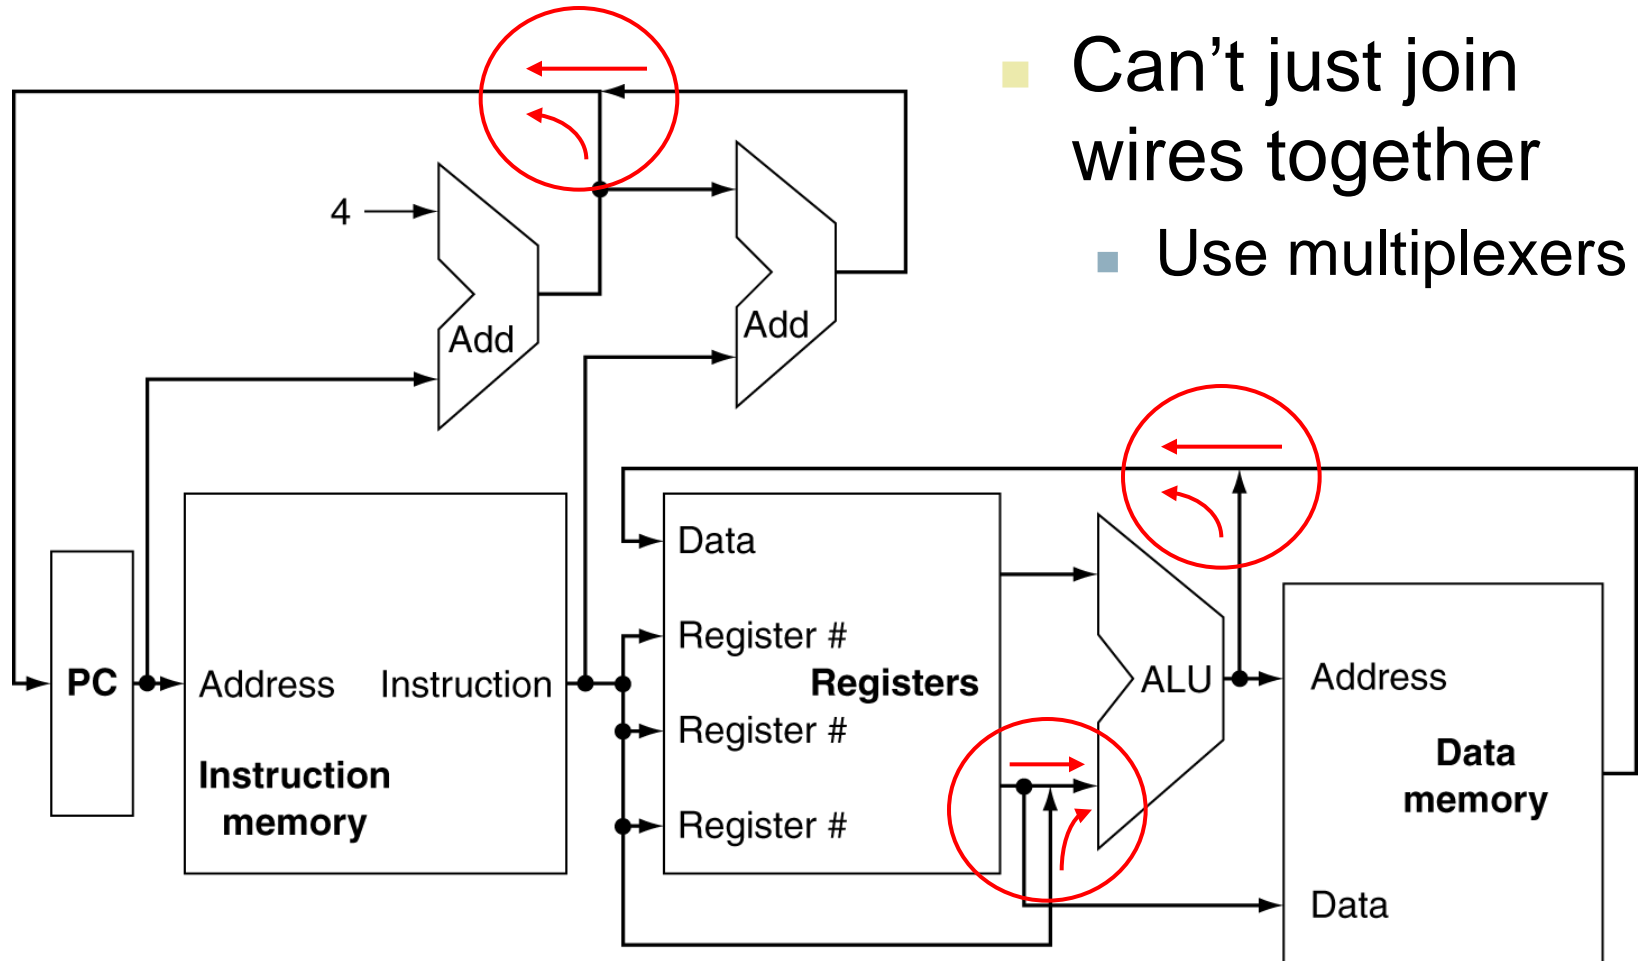 Can't just join
wires together
Use multiplexers
4
Add
Add
Data
Register #
PC
Address
Instruction
Registers
ALU
Address
Register #
Instruction
memory
Data
memory
Register #
Data